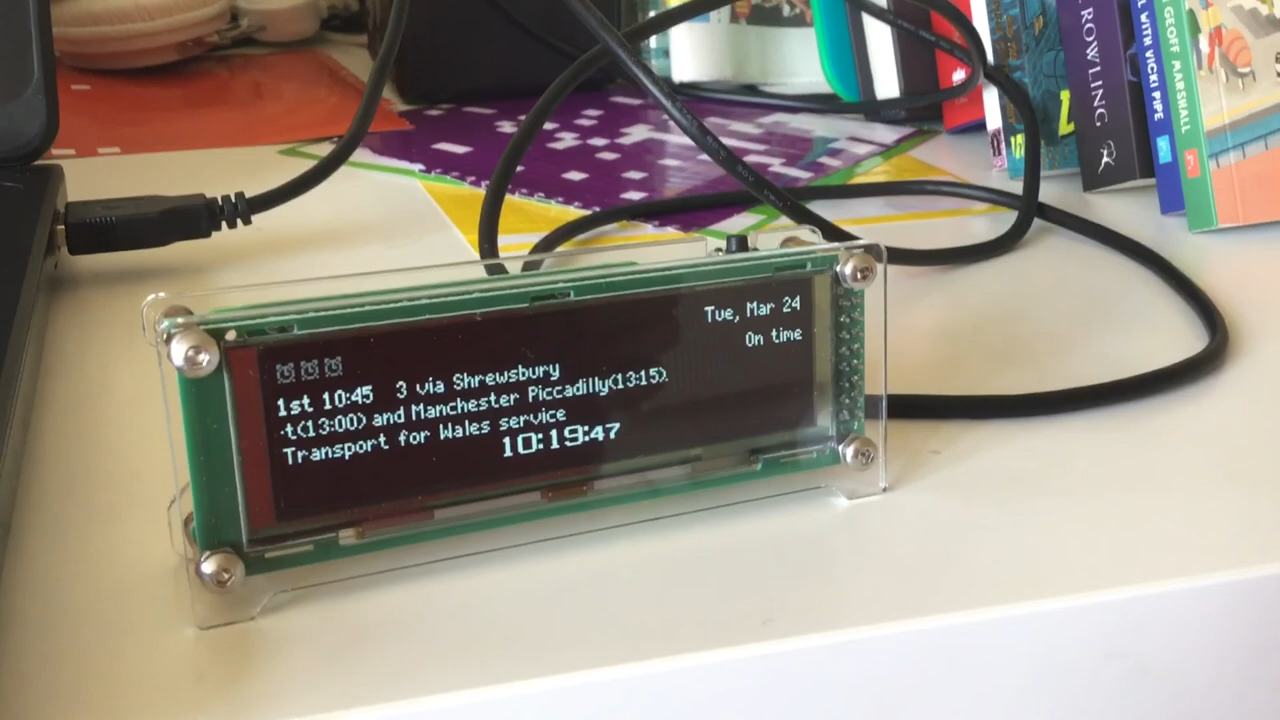 Tue, Mar 24
On time
1st 10:45 3 via Shrewsbury
t(13:00) and Manchester Piccadilly(13:15).
Transport for Wales service
10:19:47
ROWLING
WITH VICKI PIPE
GEOFF MARSHALL